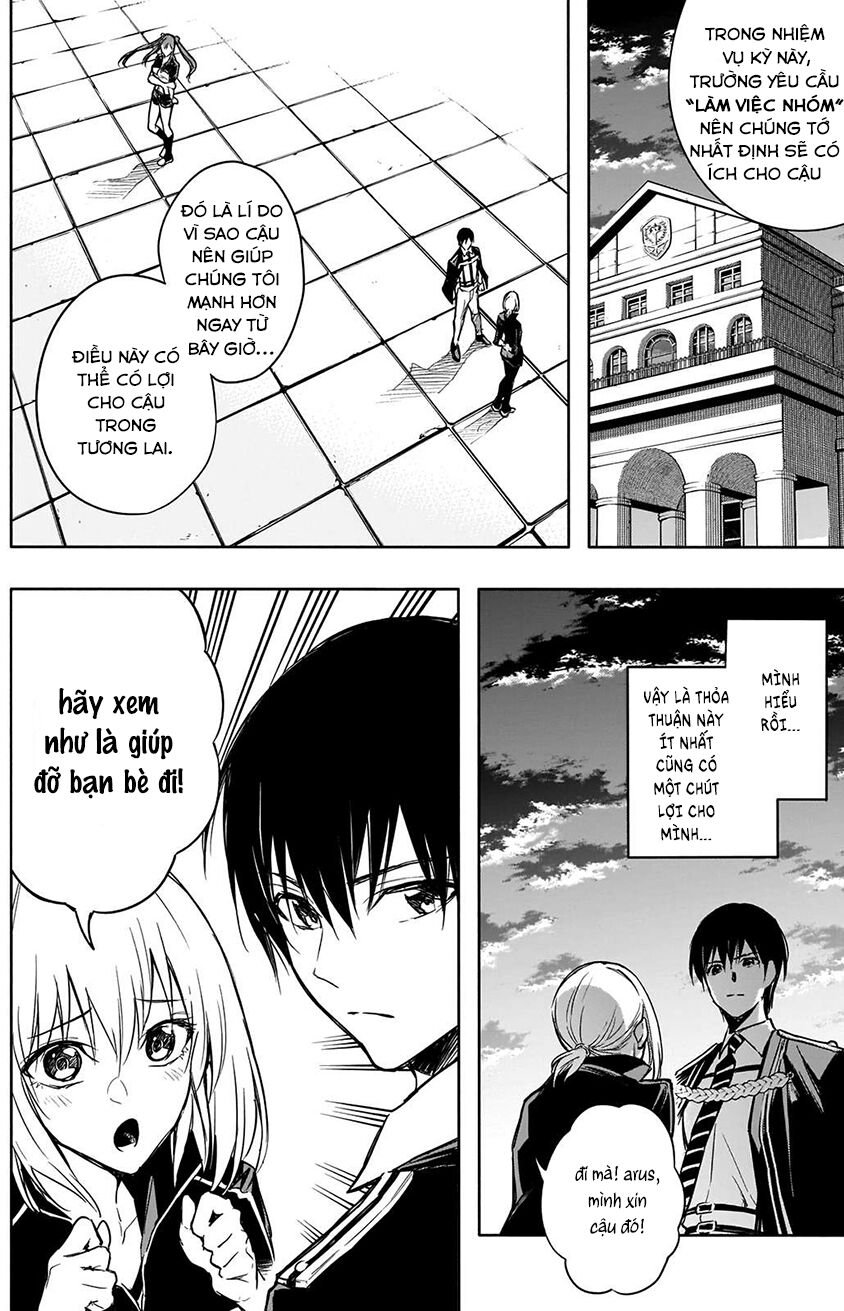 TRONG NHIỆM
VỤ KỲ NÀY,
TRƯỜNG YÊU CẦU
“LÀM VIỆC NHÓM”
NÊN CHÚNG TỚ
NHẤT ĐỊNH SẼ CÓ
ÍCH CHO CẬU
ĐÓ LÀ LÍ DO
VÌ SAO CẬU
NÊN GIÚP
CHÚNG TÔI
MẠNH HƠN
NGAY TỪ
BÂY GIỜ...
ĐIỀU NÀY CÓ
THỂ CÓ LỢI
CHO CẬU
TRONG
TƯƠNG LAI.
MÌNH
HIỂU
RỒI...
VẬY LÀ THỎA
THUẬN NÀY
ÍT NHẤT
CŨNG CÓ
MỘT CHÚT
LỢI CHO
MÌNH...
đi mà! arus,
mình xin
cậu đó!
hãy xem
như là giúp
đỡ bạn bè đi!